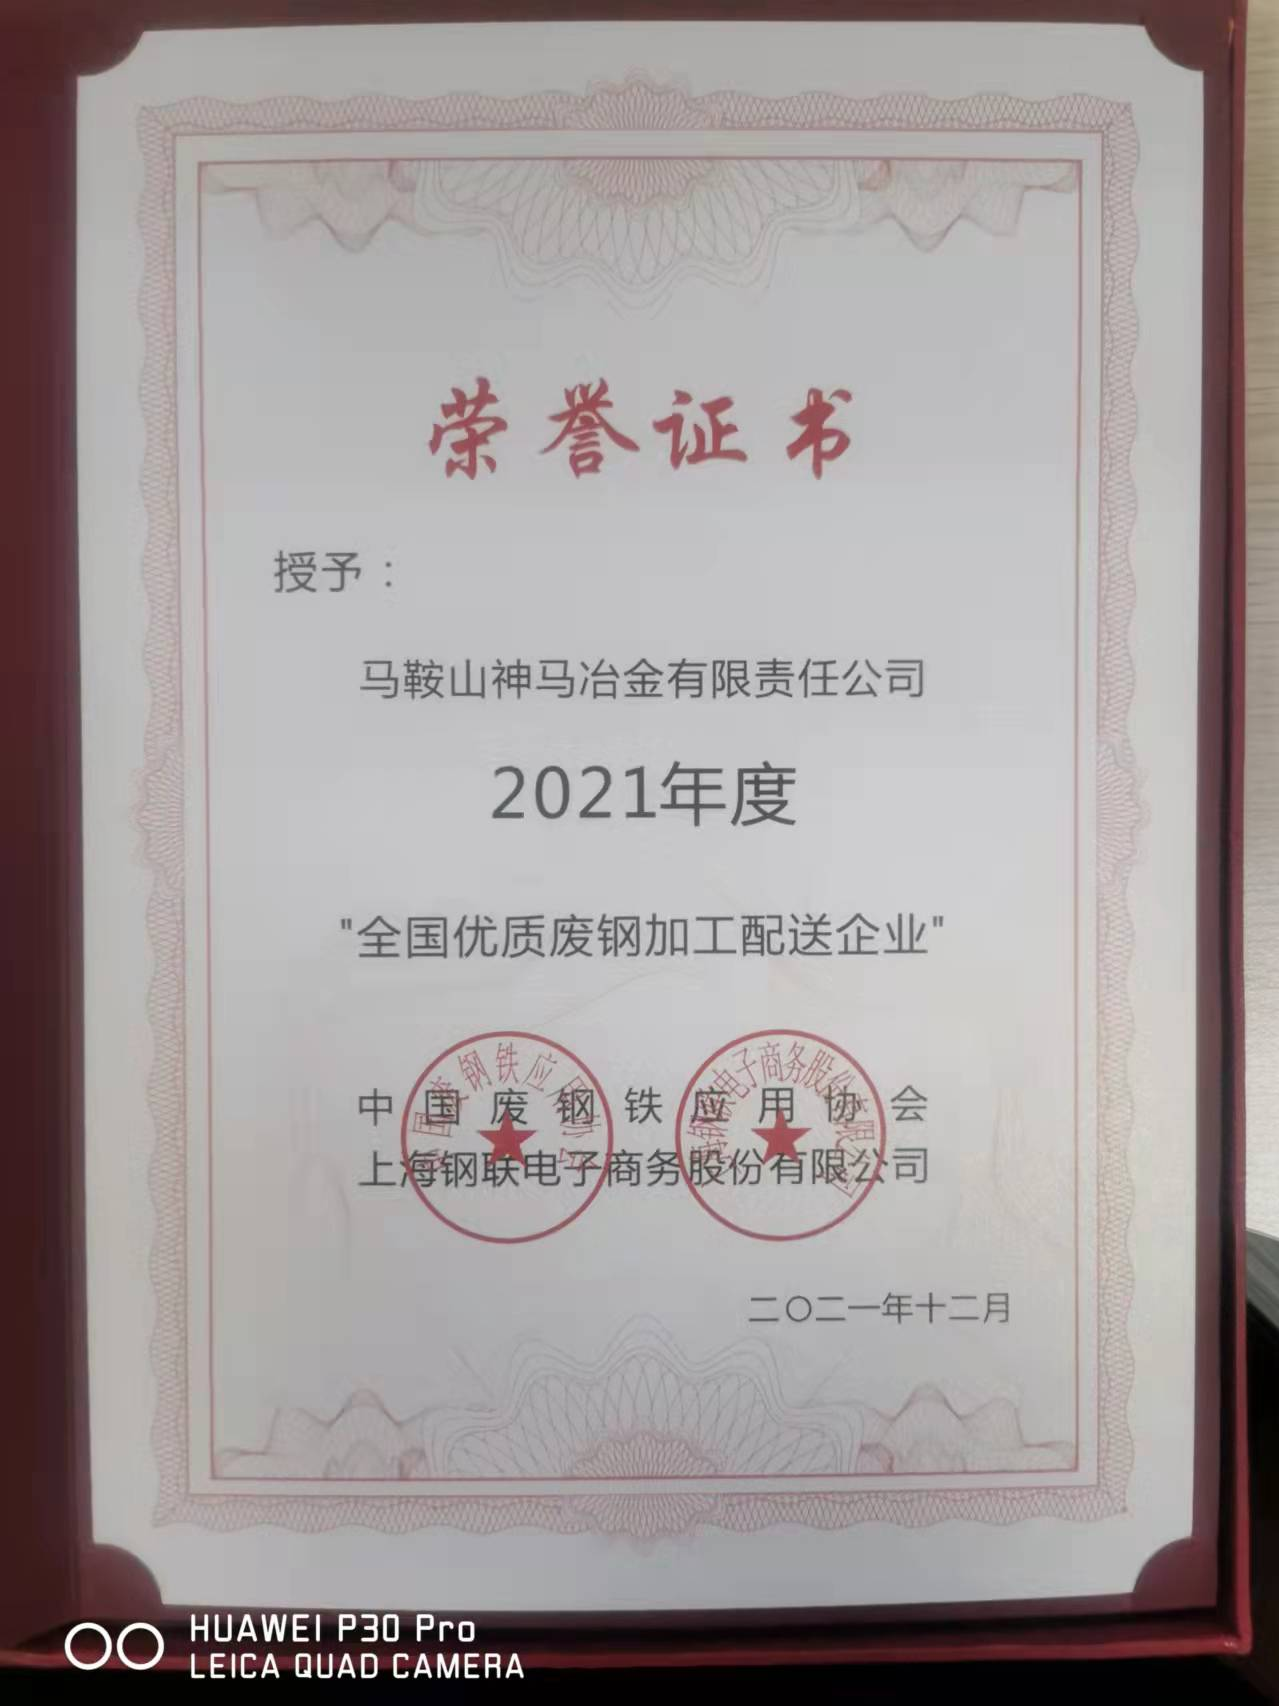 荣誉证书
授予：
马鞍山神马冶金有限责任公司
2021年度
"全国优质废钢加工配送企业"
中国废钢铁应用协会
上海钢联电子商务股份有限公司
二〇二一年十二月
HUAWEI P30 Pro
LEICA QUAD CAMERA